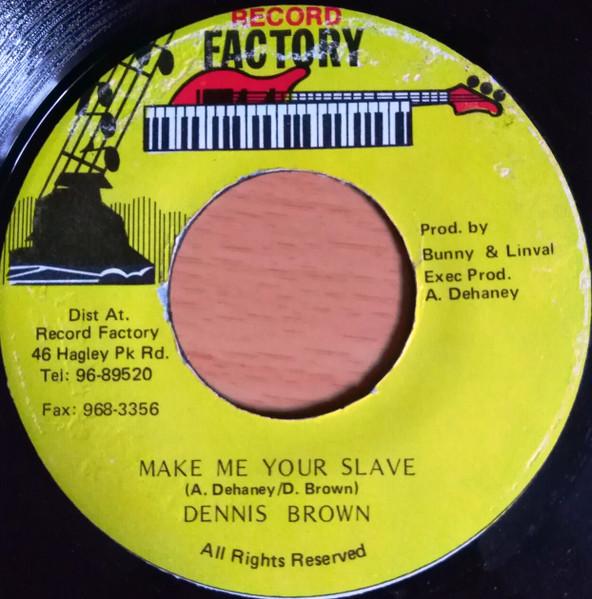 RECORD
FACTORY
Prod. by
Bunny & Linval
Exec Prod.
A. Dehaney
Dist At.
Record Factory
46 Hagley Pk Rd.
Tel: 96-89520
Fax: 968-3356
MAKE ME YOUR SLAVE
(A. Dehaney/D. Brown)
DENNIS BROWN
All Rights Reserved